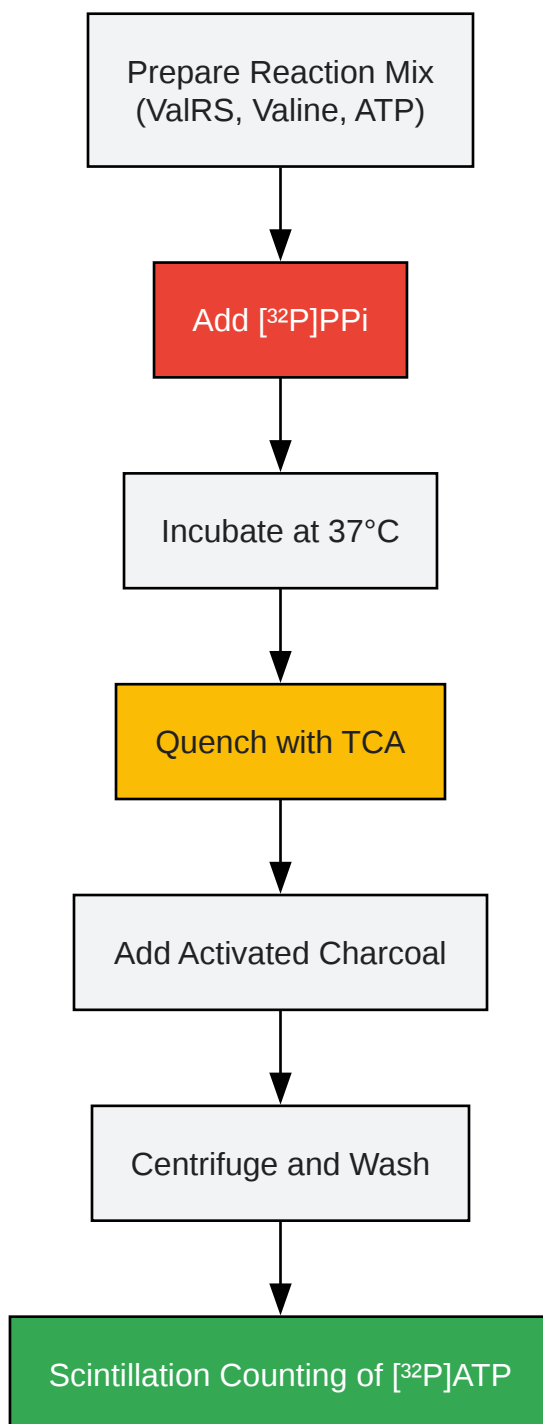 Prepare Reaction Mix
(ValRS, Valine, ATP)
Add [³²P]PPi
Incubate at 37°C
Quench with TCA
Add Activated Charcoal
Centrifuge and Wash
Scintillation Counting of [³²P]ATP